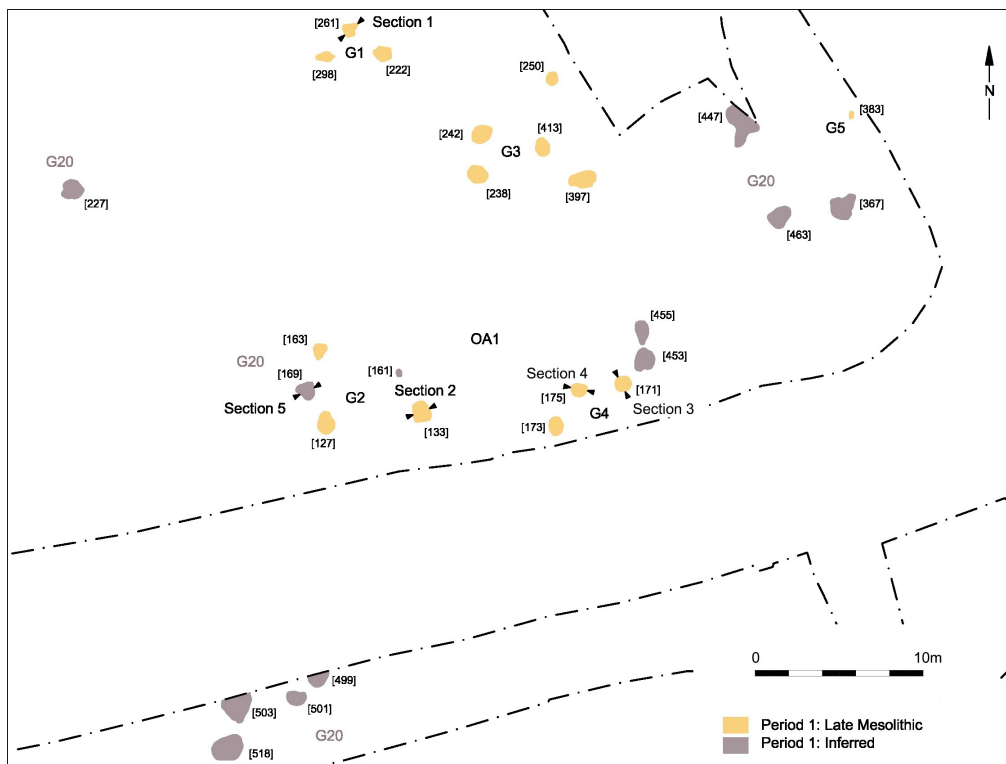 [261] Section 1
G1
[298] [222]
[250]
N
[383]
[447]
G5
[242] [413]
G3
G20
[227]
[238] [397]
G20
[367]
[463]
[455]
OA1
[163]
G20
[169] [161]
[453]
Section 4
Section 2
[175] [171]
Section 5 G2
G4 Section 3
[127] [133] [173]
0 10m
[499]
[501]
[503]
G20
[518]
Period 1: Late Mesolithic
Period 1: Inferred